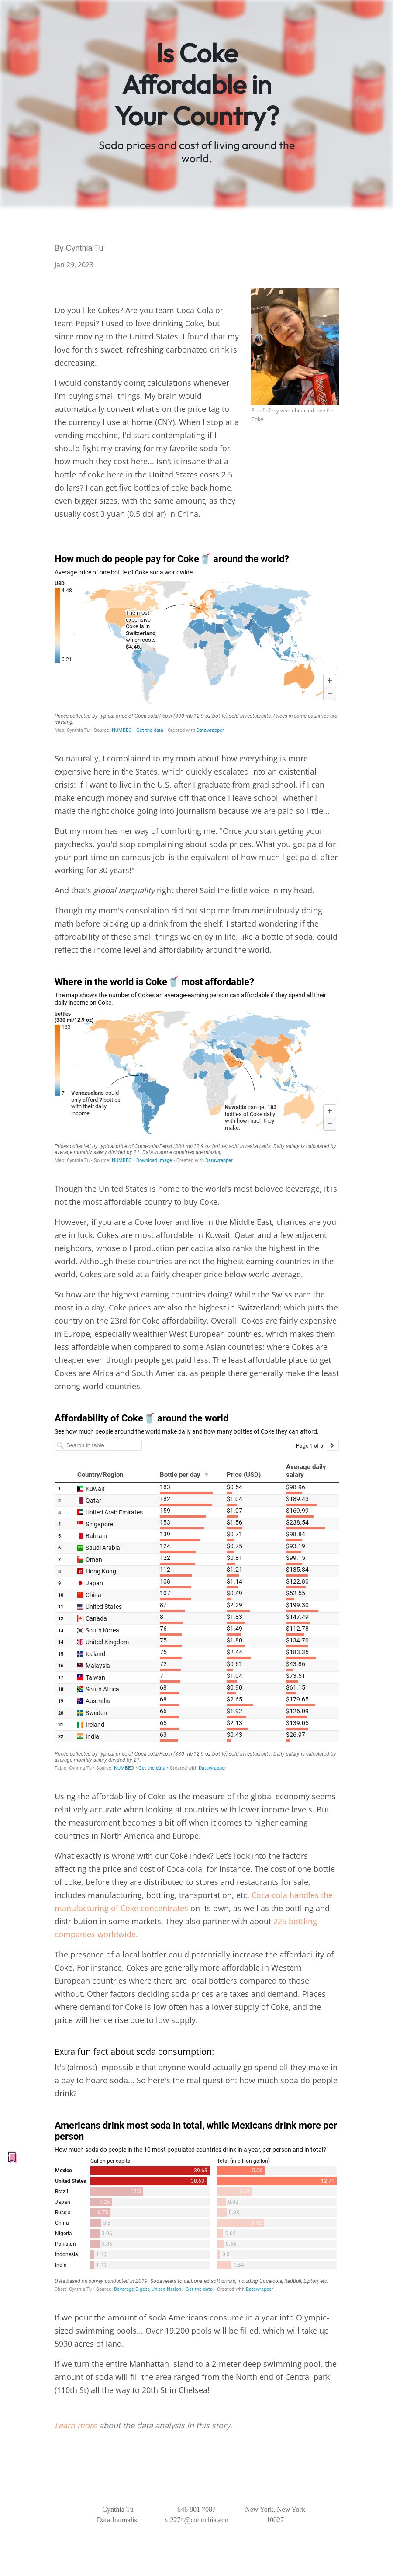 Is Coke
Affordable in
Your Country?
Soda prices and cost of living around the
world.
By Cynthia Tu
Jan 29, 2023
Do you like Cokes? Are you team Coca-Cola or
team Pepsi? I used to love drinking Coke, but
since moving to the United States, I found that my
love for this sweet, refreshing carbonated drink is
decreasing.
I would constantly doing calculations whenever
I'm buying small things. My brain would
automatically convert what's on the price tag to
the currency I use at home (CNY). When I stop at a
vending machine, I'd start contemplating if I
should fight my craving for my favorite soda for
how much they cost here... Isn't it insane that a
bottle of coke here in the United States costs 2.5
dollars? I can get five bottles of coke back home,
even bigger sizes, with the same amount, as they
usually cost 3 yuan (0.5 dollar) in China.
Proof of my wholehearted love for
Coke.
How much do people pay for Coke🥤 around the world?
Average price of one bottle of Coke soda worldwide.
USD
4.48
0.21
The most
expensive
Coke is in
Switzerland,
which costs
$4.48
+
−
Prices collected by typical price of Coca-cola/Pepsi (330 ml/12.9 oz bottle) sold in restaurants. Prices in some countries are
missing.
Map: Cynthia Tu • Source: NUMBEO • Get the data • Created with Datawrapper
So naturally, I complained to my mom about how everything is more
expensive here in the States, which quickly escalated into an existential
crisis: if I want to live in the U.S. after I graduate from grad school, if I can
make enough money and survive off that once I leave school, whether I
made the right choice going into journalism because we are paid so little...
But my mom has her way of comforting me. "Once you start getting your
paychecks, you'd stop complaining about soda prices. What you got paid for
your part-time on campus job–is the equivalent of how much I get paid, after
working for 30 years!"
And that's global inequality right there! Said the little voice in my head.
Though my mom's consolation did not stop me from meticulously doing
math before picking up a drink from the shelf, I started wondering if the
affordability of these small things we enjoy in life, like a bottle of soda, could
reflect the income level and affordability around the world.
Where in the world is Coke🥤 most affordable?
The map shows the number of Cokes an average-earning person can affordable if they spend all their
daily income on Coke.
bottles
(330 ml/12.9 oz)
183
7
Venezuelans could
only afford 7 bottles
with their daily
income.
Kuwaitis can get 183
bottles of Coke daily
with how much they
make.
+
−
Prices collected by typical price of Coca-cola/Pepsi (330 ml/12.9 oz bottle) sold in restaurants. Daily salary is calculated by
average monthly salary divided by 21. Data in some countries are missing.
Map: Cynthia Tu • Source: NUMBEO • Download image • Created with Datawrapper
Though the United States is home to the world's most beloved beverage, it is
not the most affordable country to buy Coke.
However, if you are a Coke lover and live in the Middle East, chances are you
are in luck. Cokes are most affordable in Kuwait, Qatar and a few adjacent
neighbors, whose oil production per capita also ranks the highest in the
world. Although these countries are not the highest earning countries in the
world, Cokes are sold at a fairly cheaper price below world average.
So how are the highest earning countries doing? While the Swiss earn the
most in a day, Coke prices are also the highest in Switzerland; which puts the
country on the 23rd for Coke affordability. Overall, Cokes are fairly expensive
in Europe, especially wealthier West European countries, which makes them
less affordable when compared to some Asian countries: where Cokes are
cheaper even though people get paid less. The least affordable place to get
Cokes are Africa and South America, as people there generally make the least
among world countries.
Affordability of Coke🥤 around the world
See how much people around the world make daily and how many bottles of Coke they can afford.
Search in table
Page 1 of 5
Country/Region Bottle per day Price (USD) Average daily salary
1 Kuwait 183 $0.54 $98.96
2 Qatar 182 $1.04 $189.43
3 United Arab Emirates 159 $1.07 $169.99
4 Singapore 153 $1.56 $238.54
5 Bahrain 139 $0.71 $98.84
6 Saudi Arabia 124 $0.75 $93.19
7 Oman 122 $0.81 $99.15
8 Hong Kong 112 $1.21 $135.84
9 Japan 108 $1.14 $122.80
10 China 107 $0.49 $52.55
11 United States 87 $2.29 $199.30
12 Canada 81 $1.83 $147.49
13 South Korea 76 $1.49 $112.78
14 United Kingdom 75 $1.80 $134.70
15 Iceland 75 $2.44 $183.35
16 Malaysia 72 $0.61 $43.86
17 Taiwan 71 $1.04 $73.51
18 South Africa 68 $0.90 $61.15
19 Australia 68 $2.65 $179.65
20 Sweden 66 $1.92 $126.09
21 Ireland 65 $2.13 $139.05
22 India 63 $0.43 $26.97
Prices collected by typical price of Coca-cola/Pepsi (330 ml/12.9 oz bottle) sold in restaurants. Daily salary is calculated by
average monthly salary divided by 21.
Table: Cynthia Tu • Source: NUMBEO • Get the data • Created with Datawrapper
Using the affordability of Coke as the measure of the global economy seems
relatively accurate when looking at countries with lower income levels. But
the measurement becomes a bit off when it comes to higher earning
countries in North America and Europe.
What exactly is wrong with our Coke index? Let's look into the factors
affecting the price and cost of Coca-cola, for instance. The cost of one bottle
of coke, before they are distributed to stores and restaurants for sale,
includes manufacturing, bottling, transportation, etc. Coca-cola handles the
manufacturing of Coke concentrates on its own, as well as the bottling and
distribution in some markets. They also partner with about 225 bottling
companies worldwide.
The presence of a local bottler could potentially increase the affordability of
Coke. For instance, Cokes are generally more affordable in Western
European countries where there are local bottlers compared to those
without. Other factors deciding soda prices are taxes and demand. Places
where demand for Coke is low often has a lower supply of Coke, and the
price will hence rise due to low supply.
Extra fun fact about soda consumption:
It's (almost) impossible that anyone would actually go spend all they make in
a day to hoard soda... So here's the real question: how much soda do people
drink?
Americans drink most soda in total, while Mexicans drink more per
person
How much soda do people in the 10 most populated countries drink in a year, per person and in total?
Gallon per capita Total (in billion gallon)
Mexico 39.63 5.06
United States 38.63 12.71
Brazil
Japan 7.25 0.92
Russia 6.75 0.98
China 3.5
Nigeria 3.06 0.62
Pakistan 3.06 0.66
Indonesia 1.13 0.3
India 1.13 1.54
Data based on survey conducted in 2019. Soda refers to carbonated soft drinks, including Coca-cola, RedBull, Lipton, etc.
Chart: Cynthia Tu • Source: Beverage Digest, United Nation • Get the data • Created with Datawrapper
If we pour the amount of soda Americans consume in a year into Olympic-
sized swimming pools... Over 19,200 pools will be filled, which will take up
5930 acres of land.
If we turn the entire Manhattan island to a 2-meter deep swimming pool, the
amount of soda will fill the area ranged from the North end of Central park
(110th St) all the way to 20th St in Chelsea!
Learn more about the data analysis in this story.
Cynthia Tu
Data Journalist
646 801 7087
xt2274@columbia.edu
New York, New York
10027